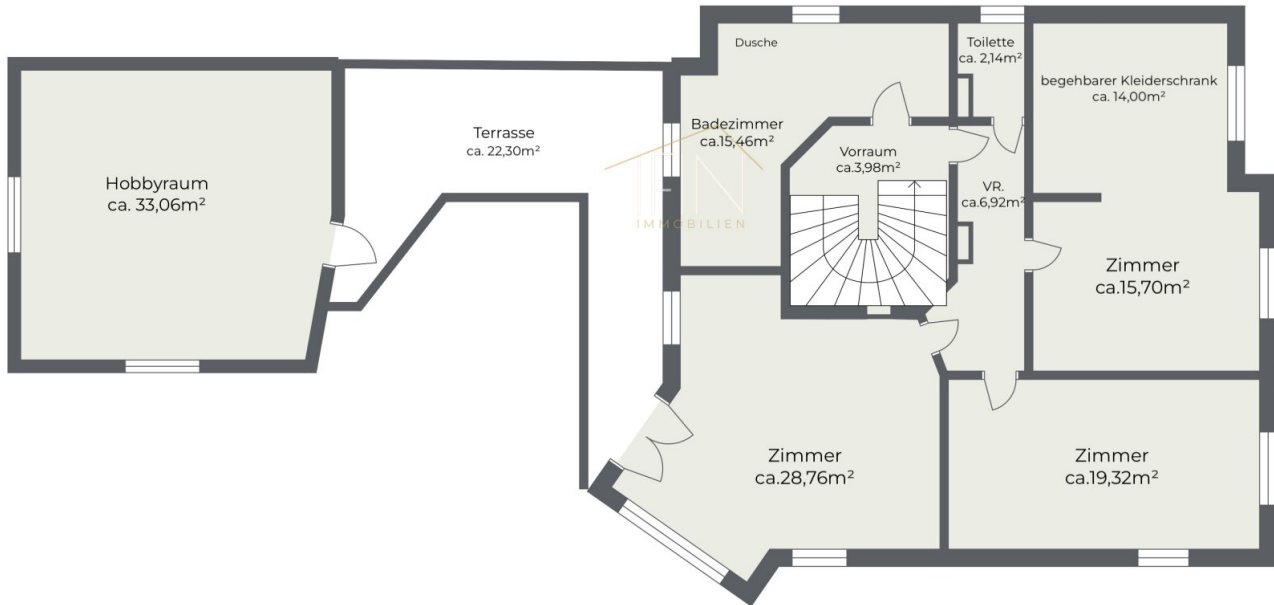 Dusche
Toilette
ca. 2,14m²
begehbarer Kleiderschrank
ca. 14,00m²
Badezimmer
ca.15,46m²
Terrasse
ca. 22,30m²
Vorraum
ca.3,98m²
Hobbyraum
ca. 33,06m²
VR.
ca.6,92m²
IMMOBILIEN
Zimmer
ca.15,70m²
Zimmer
ca.28,76m²
Zimmer
ca.19,32m²